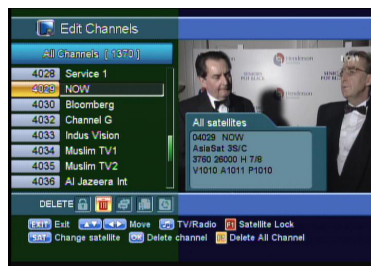 Edit Channels
All Channels [ 1370 ]
4028 Service 1
4029 NOW
4030 Bloomberg
4032 Channel G
4033 Indus Vision
4034 Muslim TV1
4035 Muslim TV2
4036 Al Jazeera Int
Henderson
Henderson
All satellites
04029 NOW
AsiaSat 3S/C
3760 26000 H 7/8
V1010 A1011 P1010
DELETE
EXIT Exit Move TV/Radio F1 Satellite Lock
SAT Change satellite OK Delete channel Delete All Channel